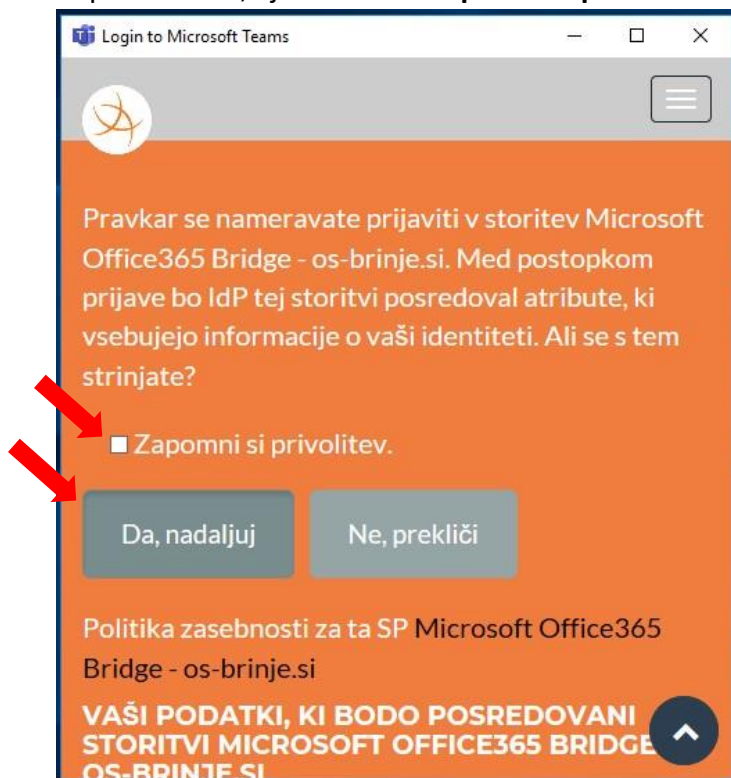 Login to Microsoft Teams
Pravkar se nameravate prijaviti v storitev Microsoft
Office365 Bridge - os-brinje.si. Med postopkom
prijave bo IdP tej storitvi posredoval atribute, ki
vsebujejo informacije o vaši identiteti. Ali se s tem
strinjate?
Zapomni si privolitev.
Da, nadaljuj
Ne, prekliči
Politika zasebnosti za ta SP Microsoft Office365
Bridge - os-brinje.si
VAŠI PODATKI, KI BODO POSREDOVANI
STORITVI MICROSOFT OFFICE365 BRIDGE
OS-BRINJE.SI